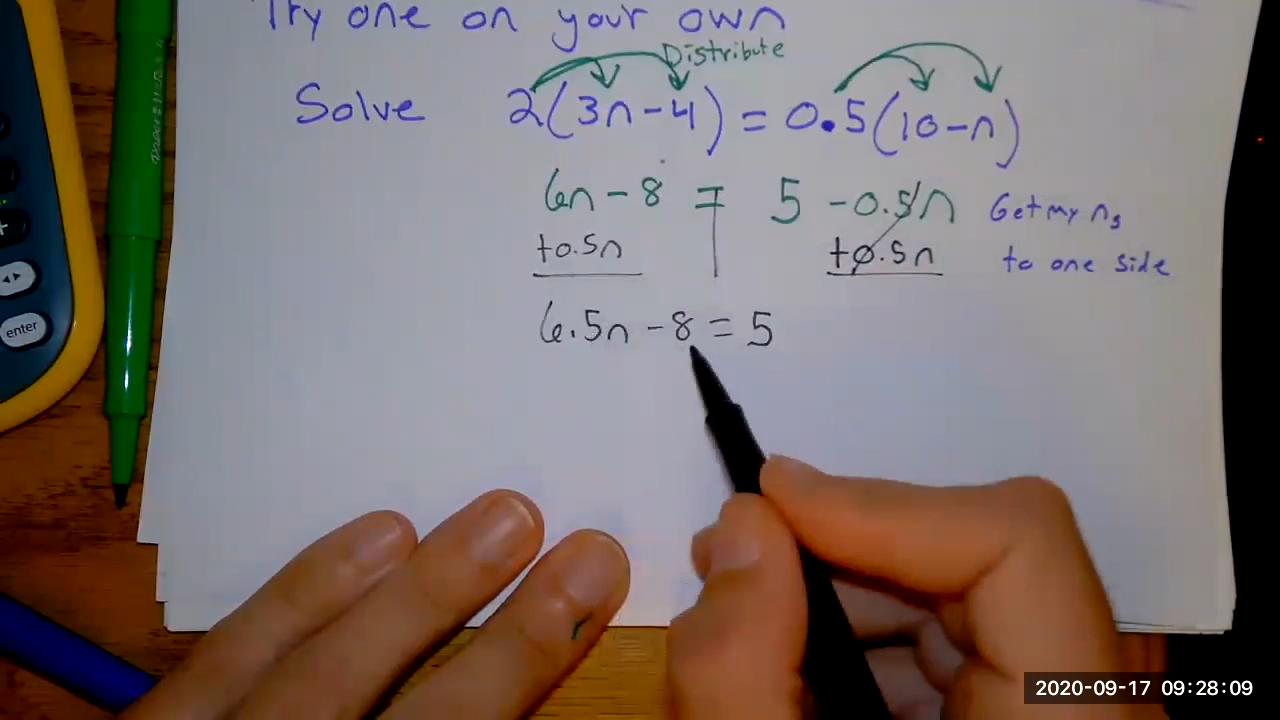 Try one on your own
Distribute
Solve 2(3n-4) = 0.5(10-n)
6n - 8 = 5 - 0.5n Get my ns
+0.5n +0.5n to one side
6.5n - 8 = 5
enter
2020-09-17 09:28:09